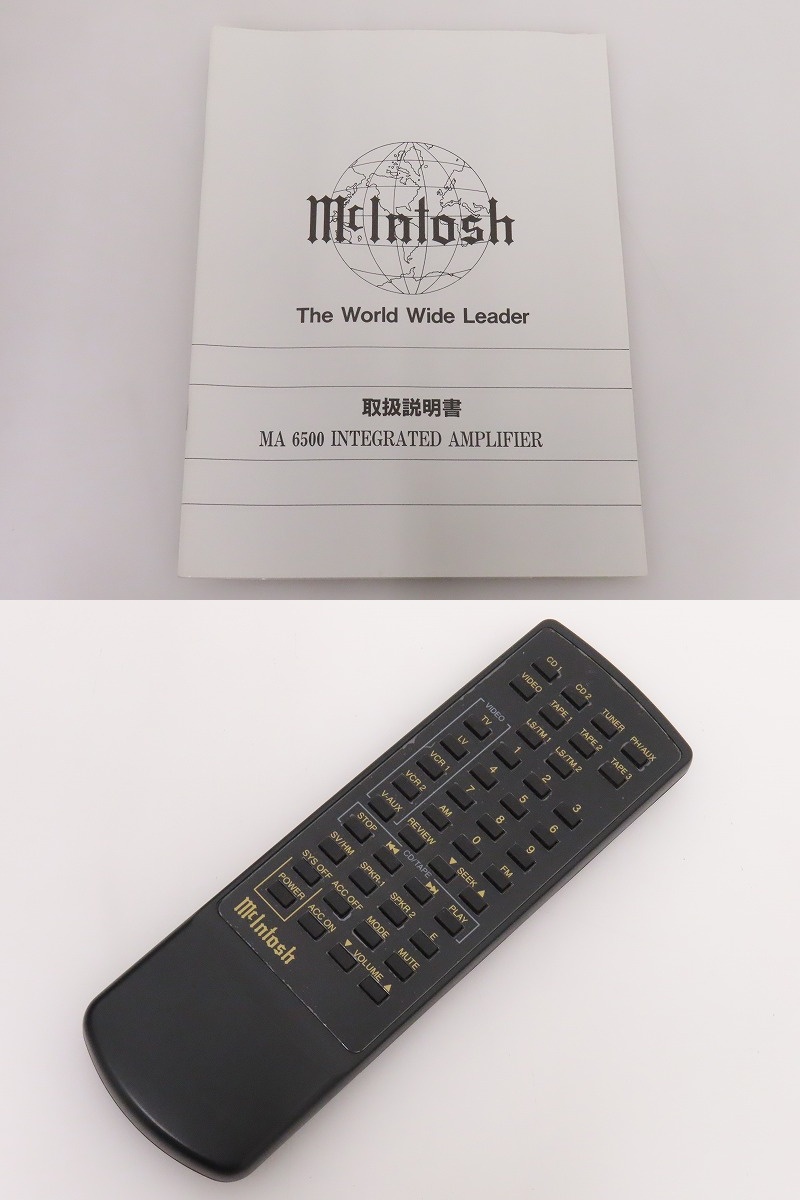 McIntosh
The World Wide Leader
取扱説明書
MA 6500 INTEGRATED AMPLIFIER
CD 1
CD 2
TUNER
PH/AUX
VIDEO
TAPE 1
TAPE 2
TAPE 3
VIDEO
TV
LS/TM 1
LS/TM 2
LV
1
2
3
VCR 1
4
5
6
VCR 2
7
8
9
V-AUX
AM
0
FM
STOP
REVIEW
▼ SEEK ▲
SV/HM
⏮ CD/TAPE ⏭
PLAY
SYS OFF
SPKR 1
SPKR 2
E
POWER
ACC OFF
MODE
MUTE
ACC ON
▼ VOLUME ▲
McIntosh